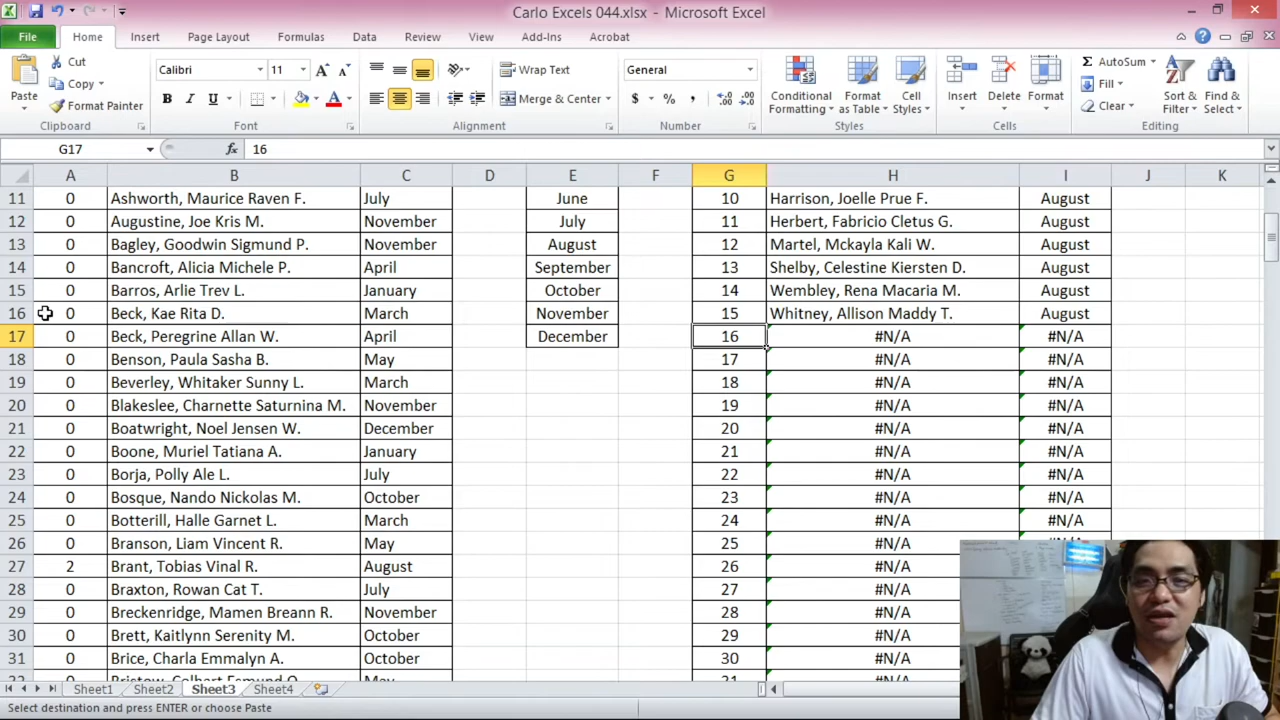 Carlo Excels 044.xlsx - Microsoft Excel
File Home Insert Page Layout Formulas Data Review View Add-Ins Acrobat
Paste
Cut
Copy
Format Painter
Clipboard
Calibri 11
B I U
Font
Wrap Text
Merge & Center
Alignment
General
$ % ,
Number
Conditional Formatting
Format as Table
Cell Styles
Styles
Insert
Delete
Format
Cells
AutoSum
Fill
Clear
Sort & Filter
Find & Select
Editing
G17 fx 16
A B C D E F G H I J K
11 0 Ashworth, Maurice Raven F. July June 10 Harrison, Joelle Prue F. August
12 0 Augustine, Joe Kris M. November July 11 Herbert, Fabricio Cletus G. August
13 0 Bagley, Goodwin Sigmund P. November August 12 Martel, Mckayla Kali W. August
14 0 Bancroft, Alicia Michele P. April September 13 Shelby, Celestine Kiersten D. August
15 0 Barros, Arlie Trev L. January October 14 Wembley, Rena Macaria M. August
16 0 Beck, Kae Rita D. March November 15 Whitney, Allison Maddy T. August
17 0 Beck, Peregrine Allan W. April December 16 #N/A #N/A
18 0 Benson, Paula Sasha B. May 17 #N/A #N/A
19 0 Beverley, Whitaker Sunny L. March 18 #N/A #N/A
20 0 Blakeslee, Charnette Saturnina M. November 19 #N/A #N/A
21 0 Boatwright, Noel Jensen W. December 20 #N/A #N/A
22 0 Boone, Muriel Tatiana A. January 21 #N/A #N/A
23 0 Borja, Polly Ale L. July 22 #N/A #N/A
24 0 Bosque, Nando Nickolas M. October 23 #N/A #N/A
25 0 Botterill, Halle Garnet L. March 24 #N/A #N/A
26 0 Branson, Liam Vincent R. May 25 #N/A
27 2 Brant, Tobias Vinal R. August 26 #N/A
28 0 Braxton, Rowan Cat T. July 27 #N/A
29 0 Breckenridge, Mamen Breann R. November 28 #N/A
30 0 Brett, Kaitlynn Serenity M. October 29 #N/A
31 0 Brice, Charla Emmalyn A. October 30 #N/A
Sheet1 Sheet2 Sheet3 Sheet4
Select destination and press ENTER or choose Paste